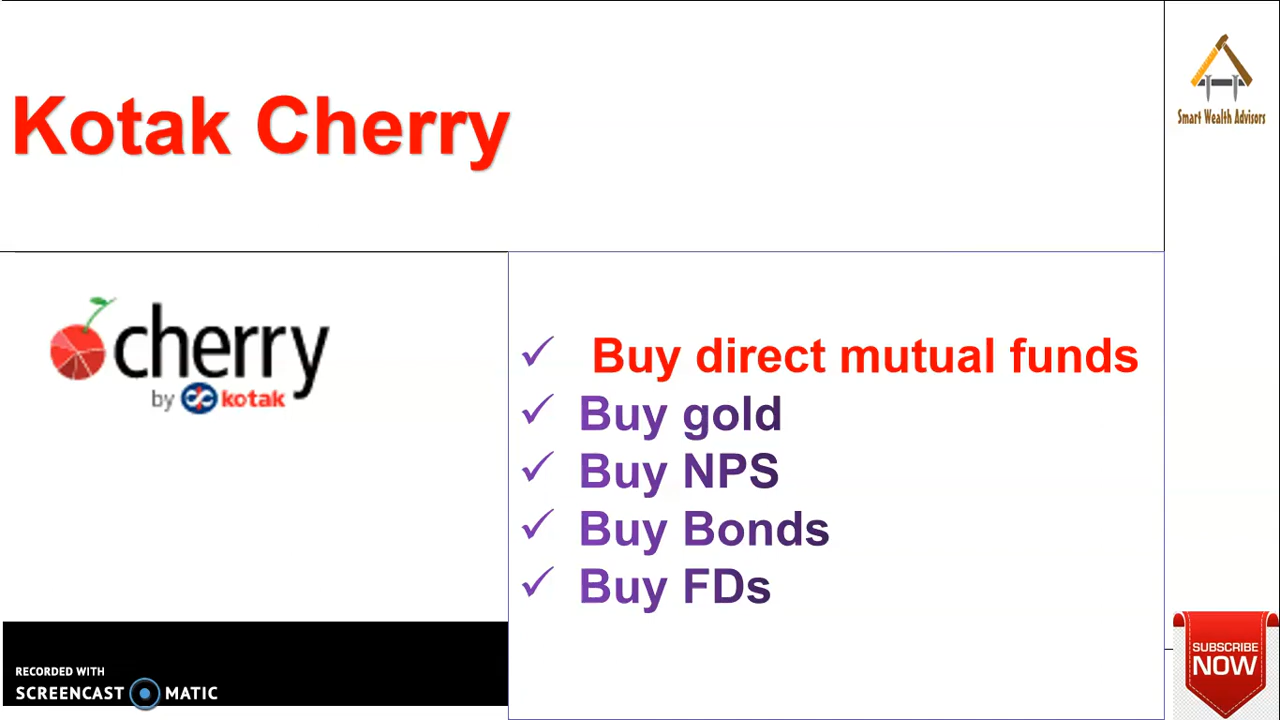 Kotak Cherry
Smart Wealth Advisors
cherry
by kotak
Buy direct mutual funds
Buy gold
Buy NPS
Buy Bonds
Buy FDs
RECORDED WITH
SCREENCAST MATIC
SUBSCRIBE
NOW